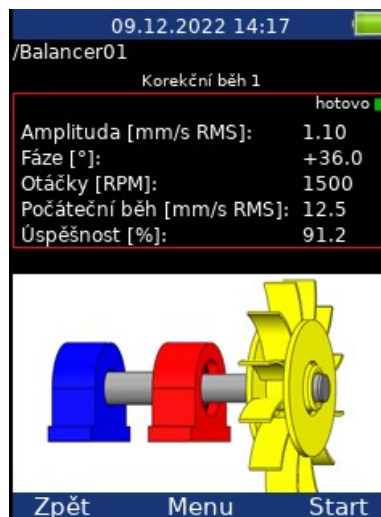 09.12.2022 14:17
/Balancer01
Korekční běh 1
hotovo
Amplituda [mm/s RMS]: 1.10
Fáze [°]: +36.0
Otáčky [RPM]: 1500
Počáteční běh [mm/s RMS]: 12.5
Úspěšnost [%]: 91.2
Zpět Menu Start